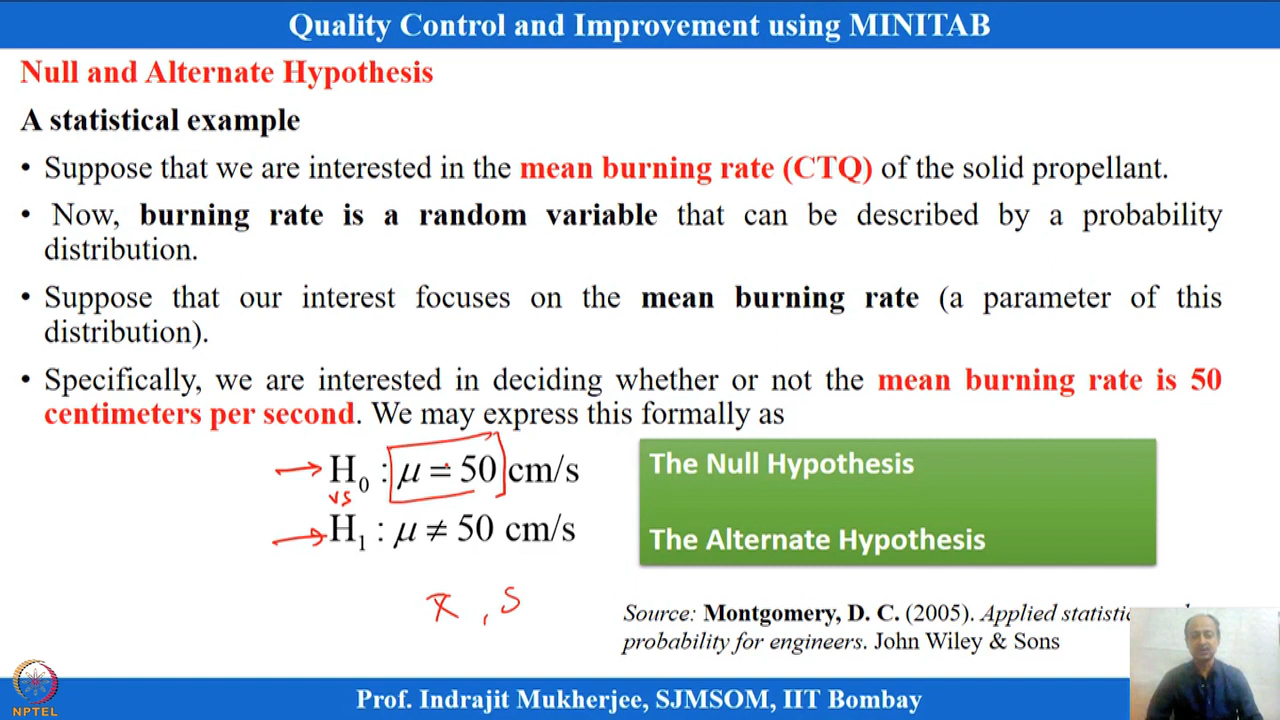 Quality Control and Improvement using MINITAB
Null and Alternate Hypothesis
A statistical example
• Suppose that we are interested in the mean burning rate (CTQ) of the solid propellant.
• Now, burning rate is a random variable that can be described by a probability
distribution.
• Suppose that our interest focuses on the mean burning rate (a parameter of this
distribution).
• Specifically, we are interested in deciding whether or not the mean burning rate is 50
centimeters per second. We may express this formally as
H₀ : μ = 50 cm/s
vs
H₁ : μ ≠ 50 cm/s
The Null Hypothesis
The Alternate Hypothesis
x̄ , s
Source: Montgomery, D. C. (2005). Applied
probability for engineers. John Wiley & Sons
NPTEL
Prof. Indrajit Mukherjee, SJMSOM, IIT Bombay